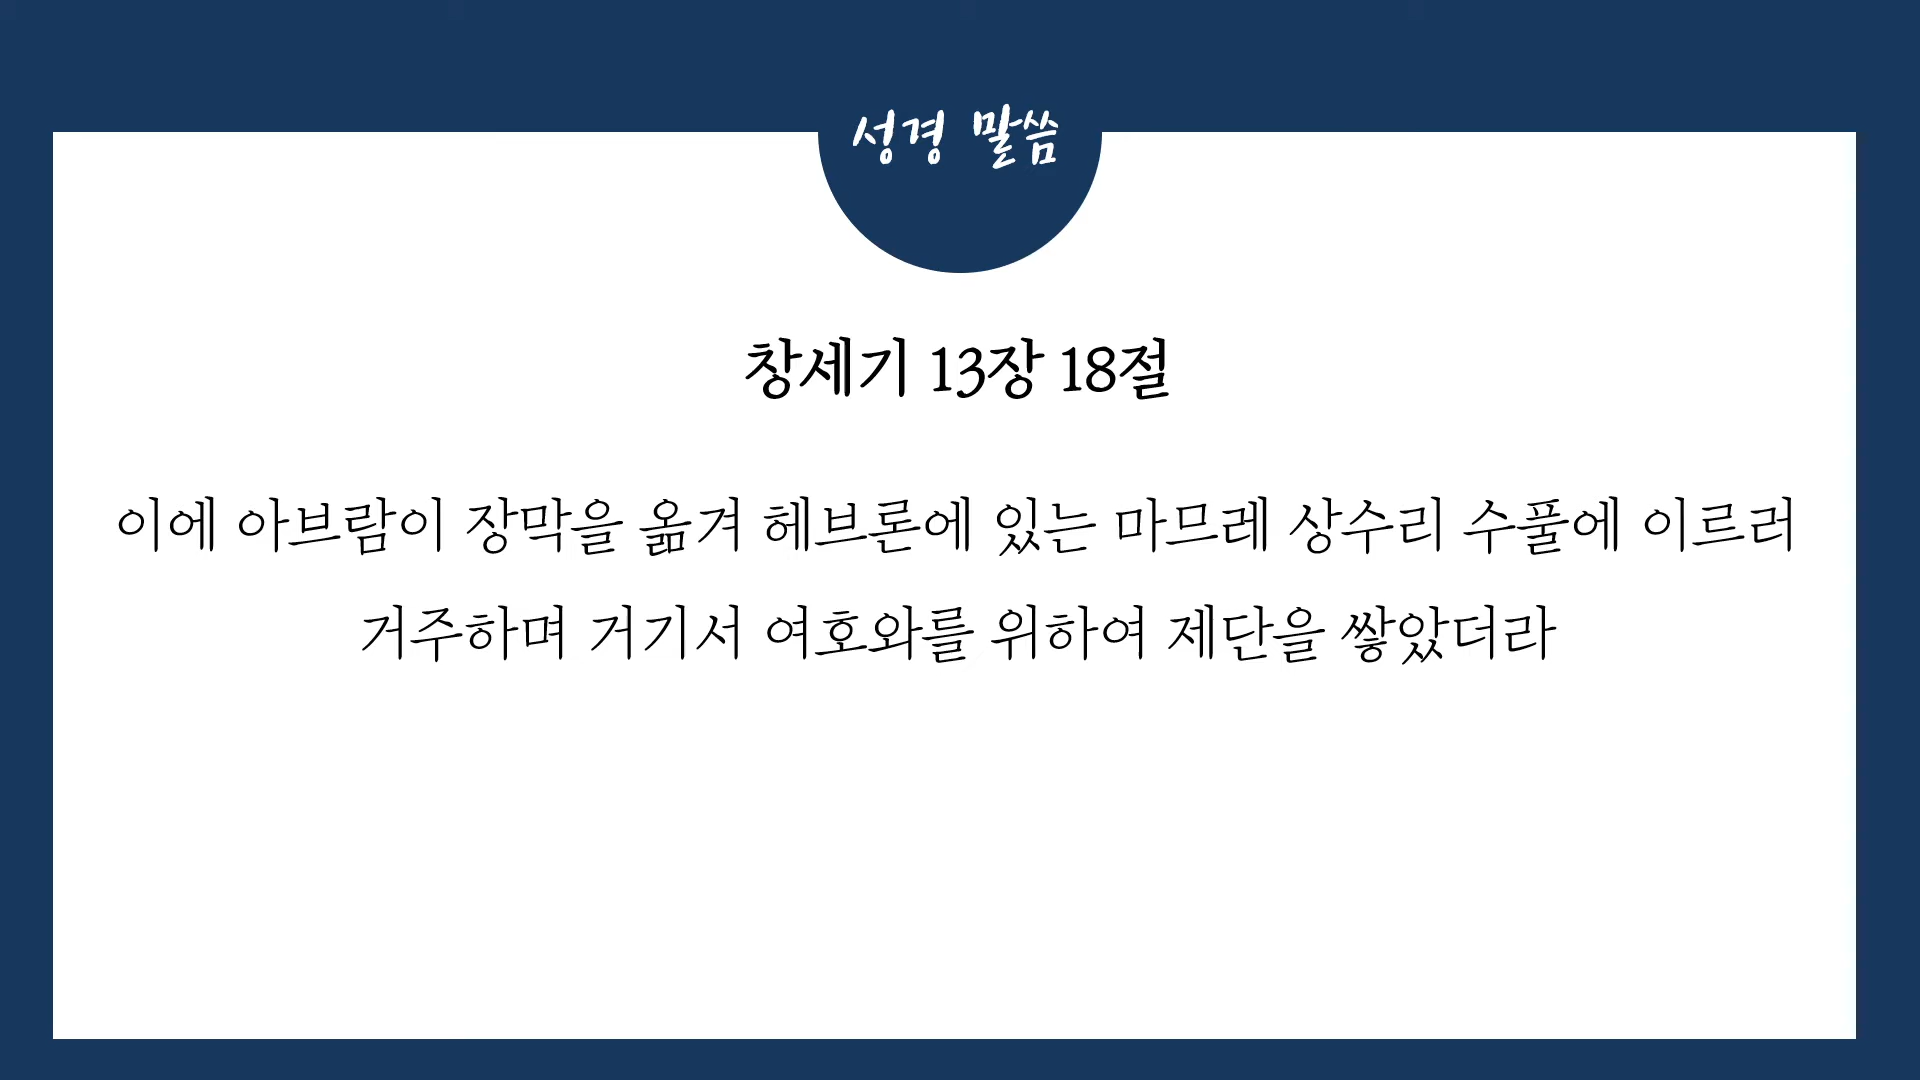 성경 말씀
창세기 13장 18절
이에 아브람이 장막을 옮겨 헤브론에 있는 마므레 상수리 수풀에 이르러
거주하며 거기서 여호와를 위하여 제단을 쌓았더라